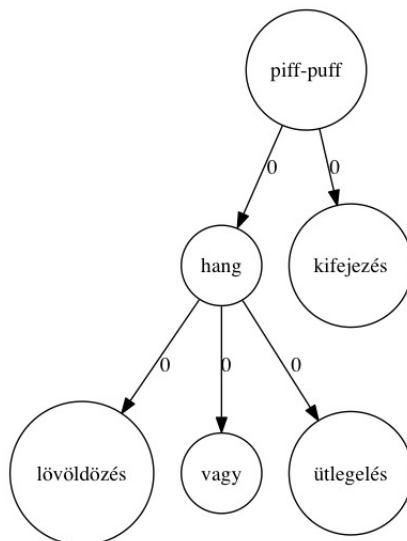 piff-puff
0
0
hang
kifejezés
0
0
0
lövöldözés
vagy
ütlegelés